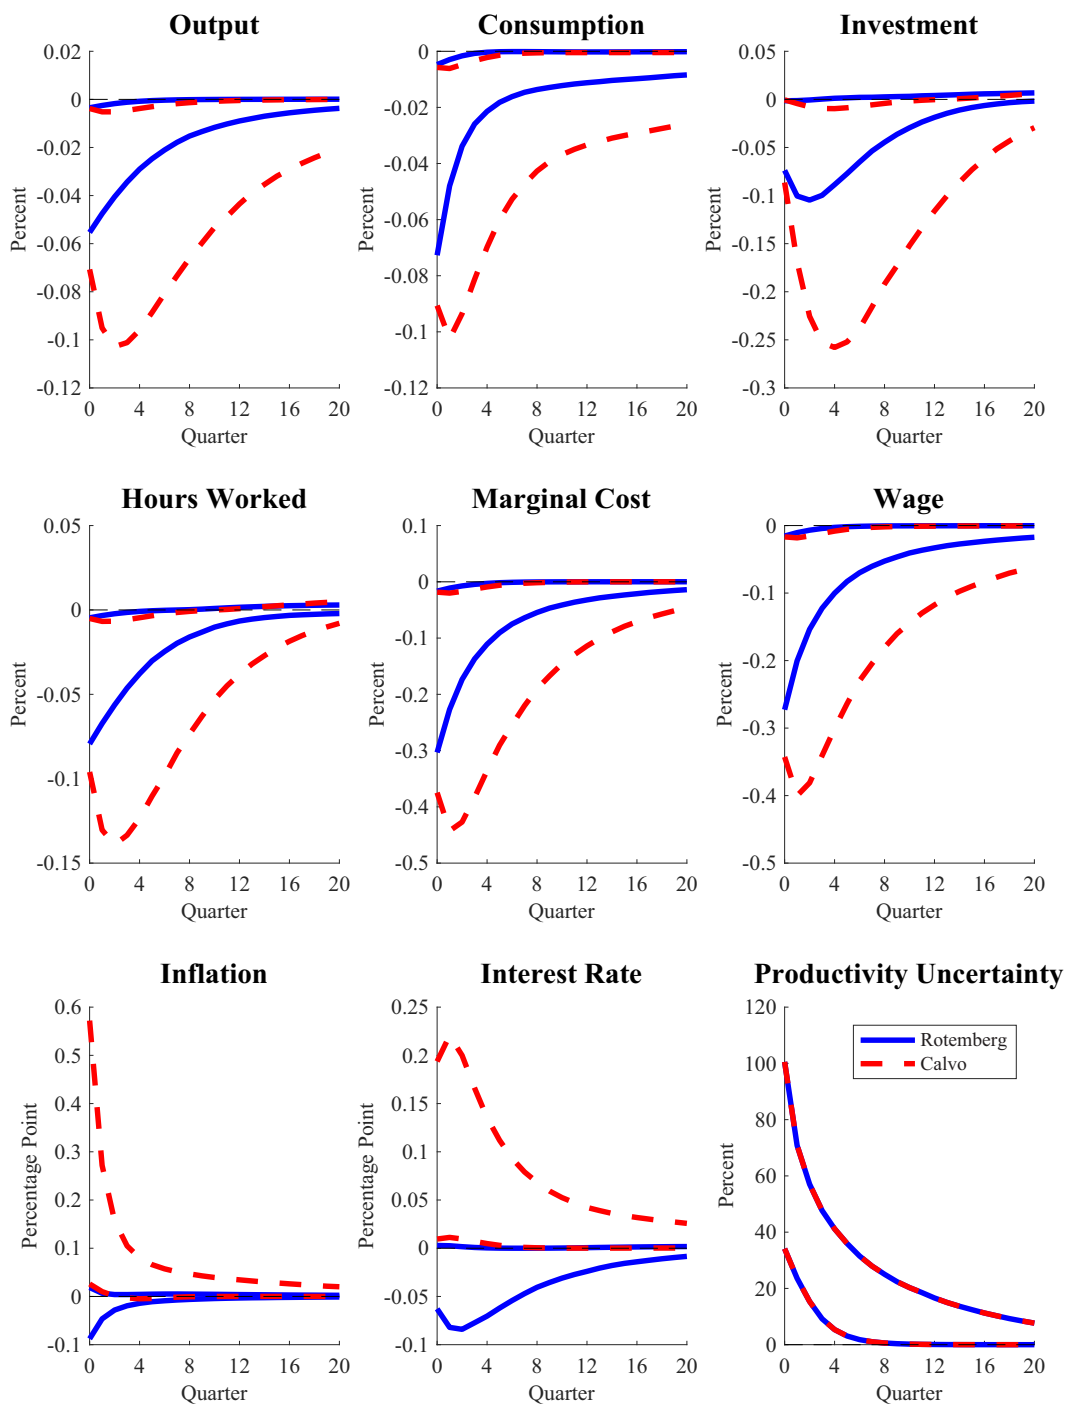 Output
Percent
0.02
0
-0.02
-0.04
-0.06
-0.08
-0.1
-0.12
0 4 8 12 16 20
Quarter
Consumption
Percent
0
-0.02
-0.04
-0.06
-0.08
-0.1
-0.12
0 4 8 12 16 20
Quarter
Investment
Percent
0.05
0
-0.05
-0.1
-0.15
-0.2
-0.25
-0.3
0 4 8 12 16 20
Quarter
Hours Worked
Percent
0.05
0
-0.05
-0.1
-0.15
0 4 8 12 16 20
Quarter
Marginal Cost
Percent
0.1
0
-0.1
-0.2
-0.3
-0.4
-0.5
0 4 8 12 16 20
Quarter
Wage
Percent
0
-0.1
-0.2
-0.3
-0.4
-0.5
0 4 8 12 16 20
Quarter
Inflation
Percentage Point
0.6
0.5
0.4
0.3
0.2
0.1
0
-0.1
0 4 8 12 16 20
Quarter
Interest Rate
Percentage Point
0.25
0.2
0.15
0.1
0.05
0
-0.05
-0.1
0 4 8 12 16 20
Quarter
Productivity Uncertainty
Percent
120
100
80
60
40
20
0
Rotemberg
Calvo
0 4 8 12 16 20
Quarter